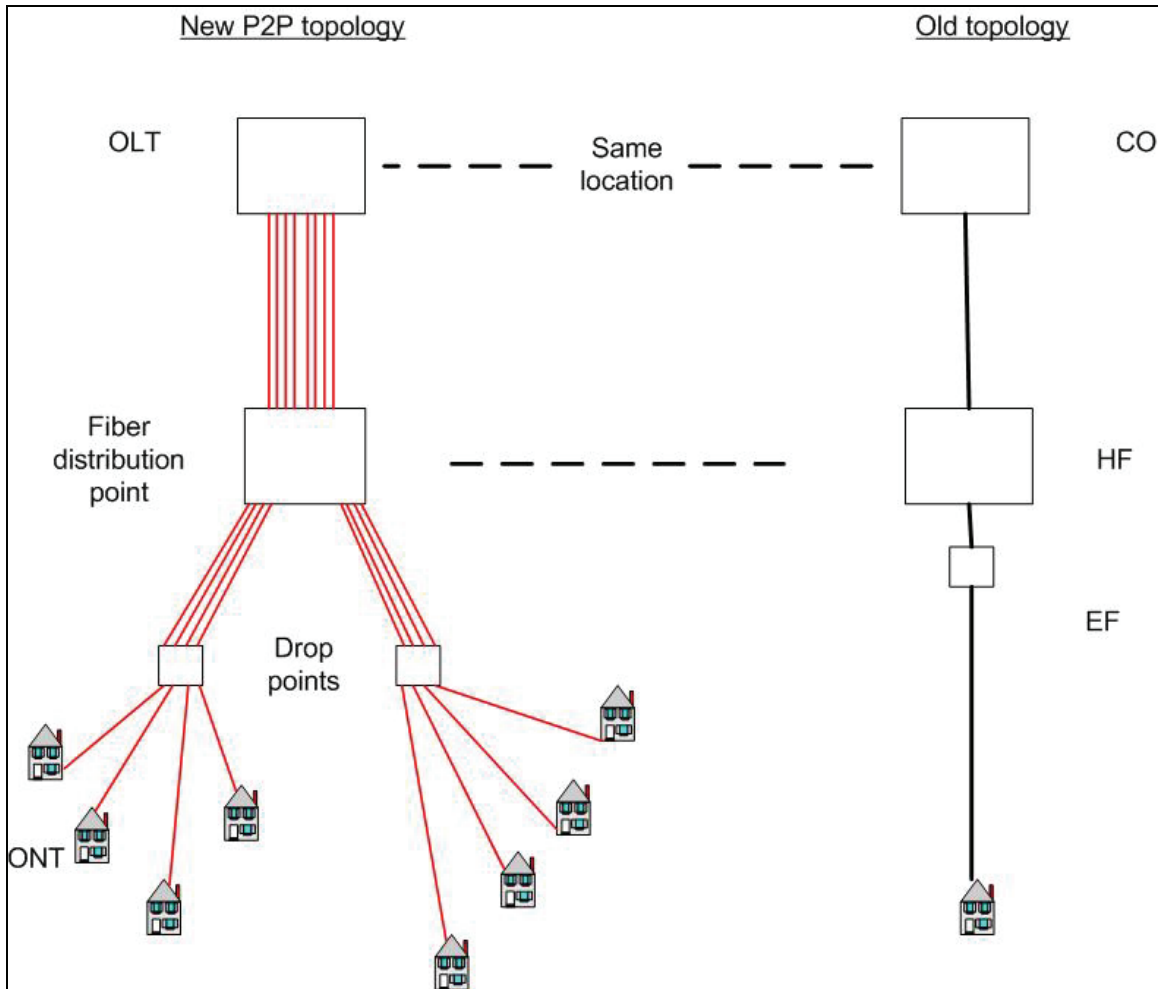 New P2P topology
Old topology
OLT
Same
location
CO
Fiber
distribution
point
HF
Drop
points
EF
ONT